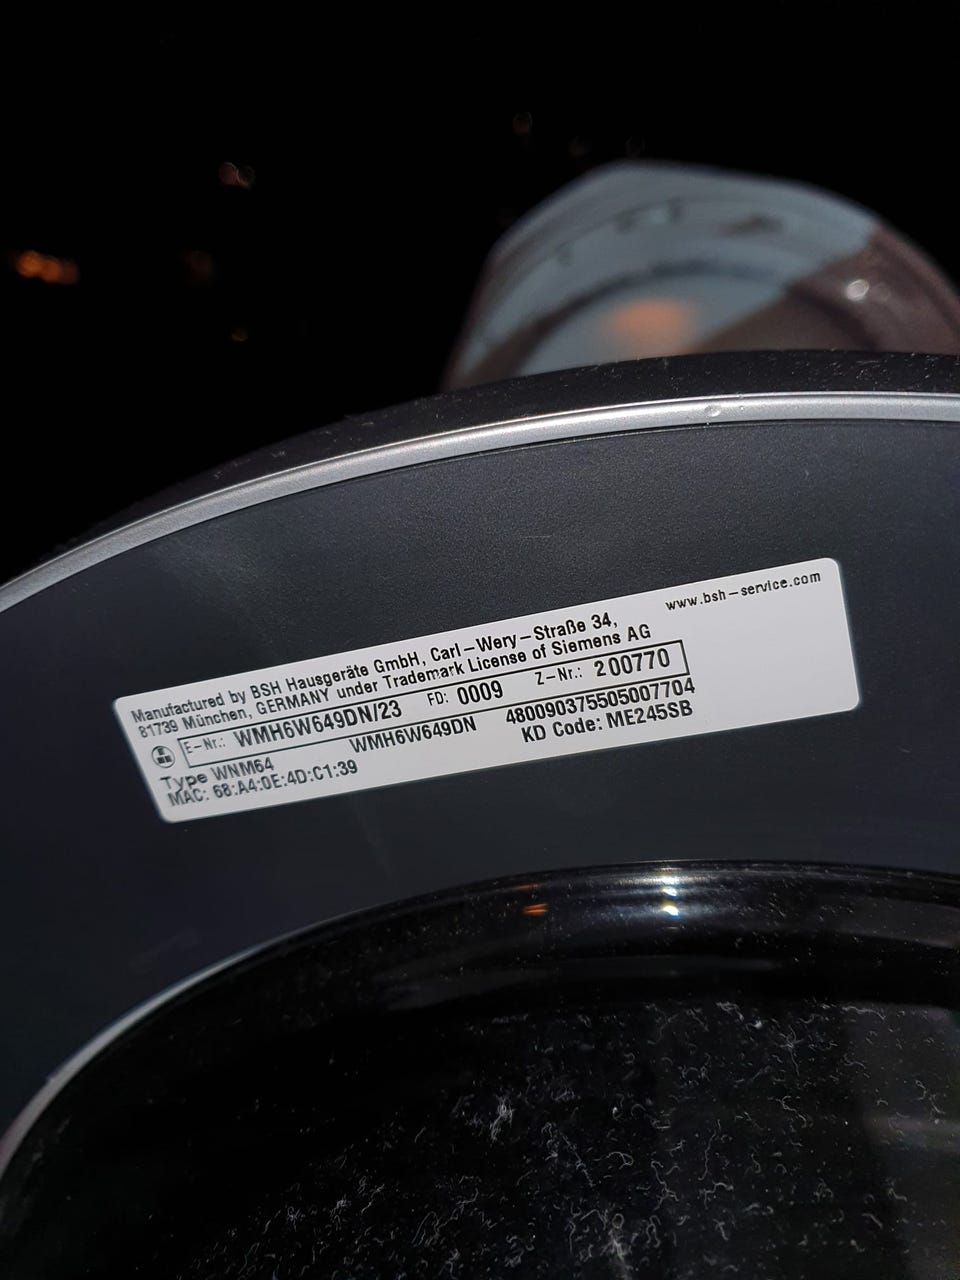 www.bsh-service.com
Manufactured by BSH Hausgeräte GmbH, Carl-Wery-Straße 34,
81739 München, GERMANY under Trademark License of Siemens AG
E-Nr.: WMH6W649DN/23 FD: 0009 Z-Nr.: 200770
Type WNM64 WMH6W649DN 480090375505007704
MAC: 68:A4:0E:4D:C1:39 KD Code: ME245SB